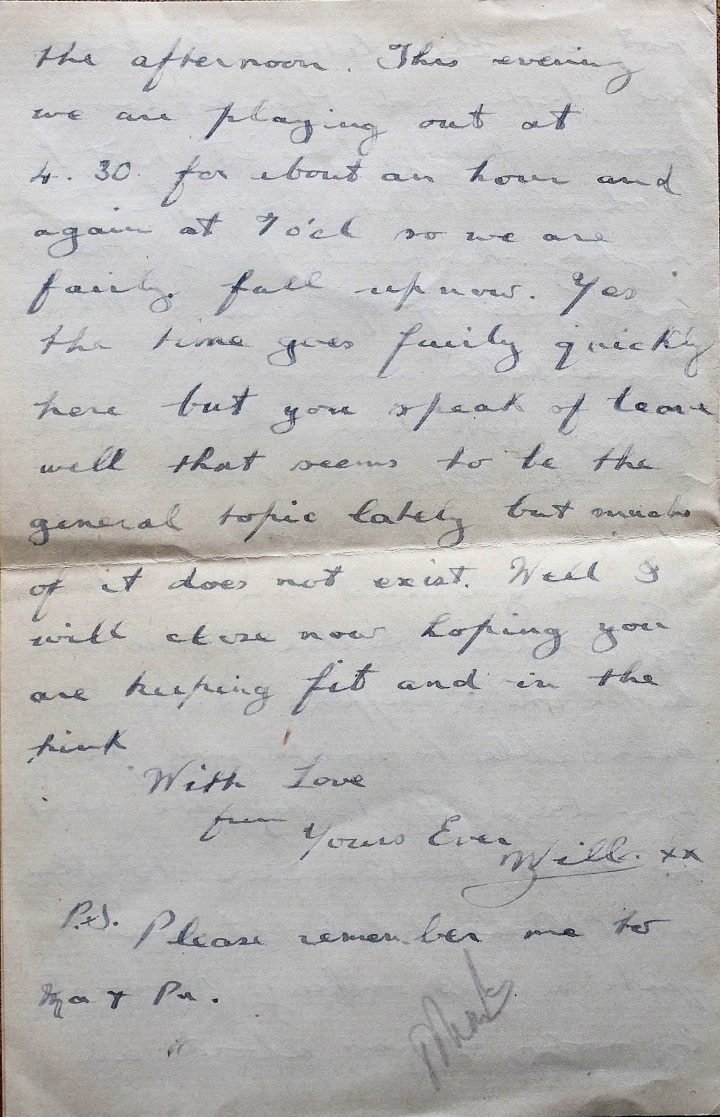 the afternoon. This evening
we are playing out at
4.30 for about an hour and
again at 7 o'cl so we are
fairly full up now. Yes
the time goes fairly quickly
here but you speak of leave
well that seems to be the
general topic lately but much
of it does not exist. Well I
will close now hoping you
are keeping fit and in the
pink
With Love
from
Yours Ever
Will. xx
P.S. Please remember me to
Ma & Pa.